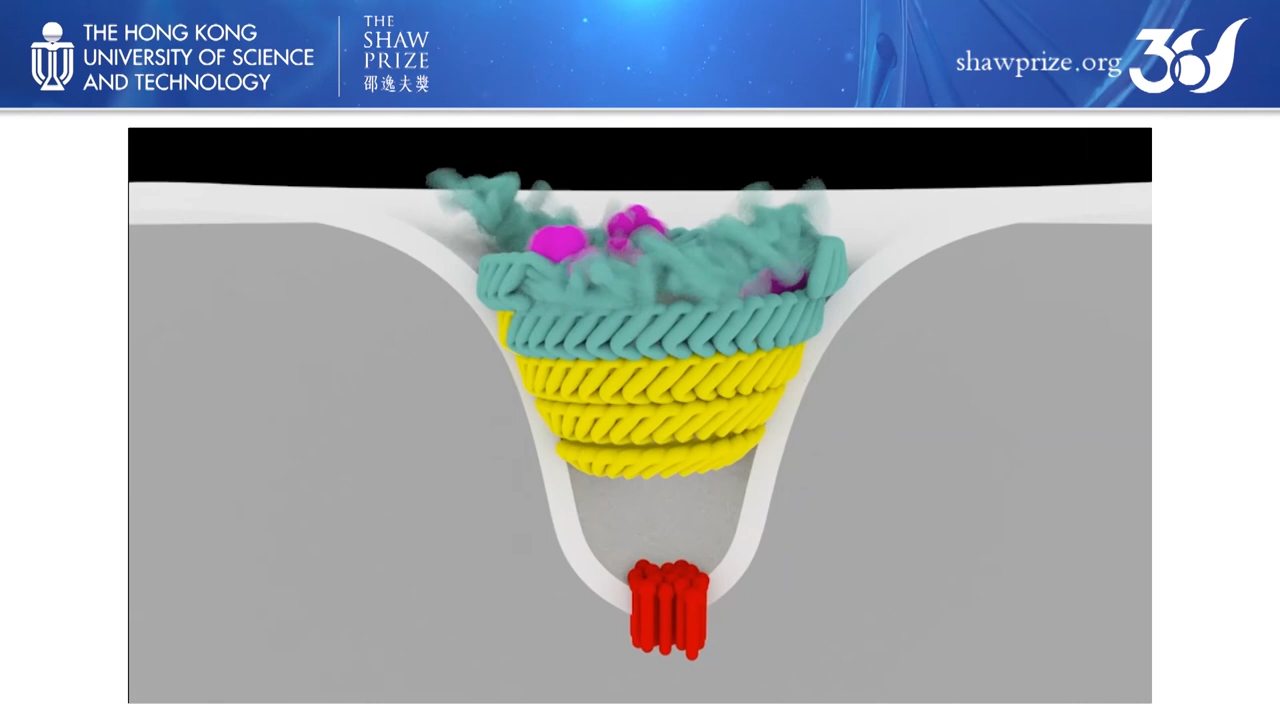 THE HONG KONG
UNIVERSITY OF SCIENCE
AND TECHNOLOGY
THE
SHAW
PRIZE
邵逸夫獎
shawprize.org